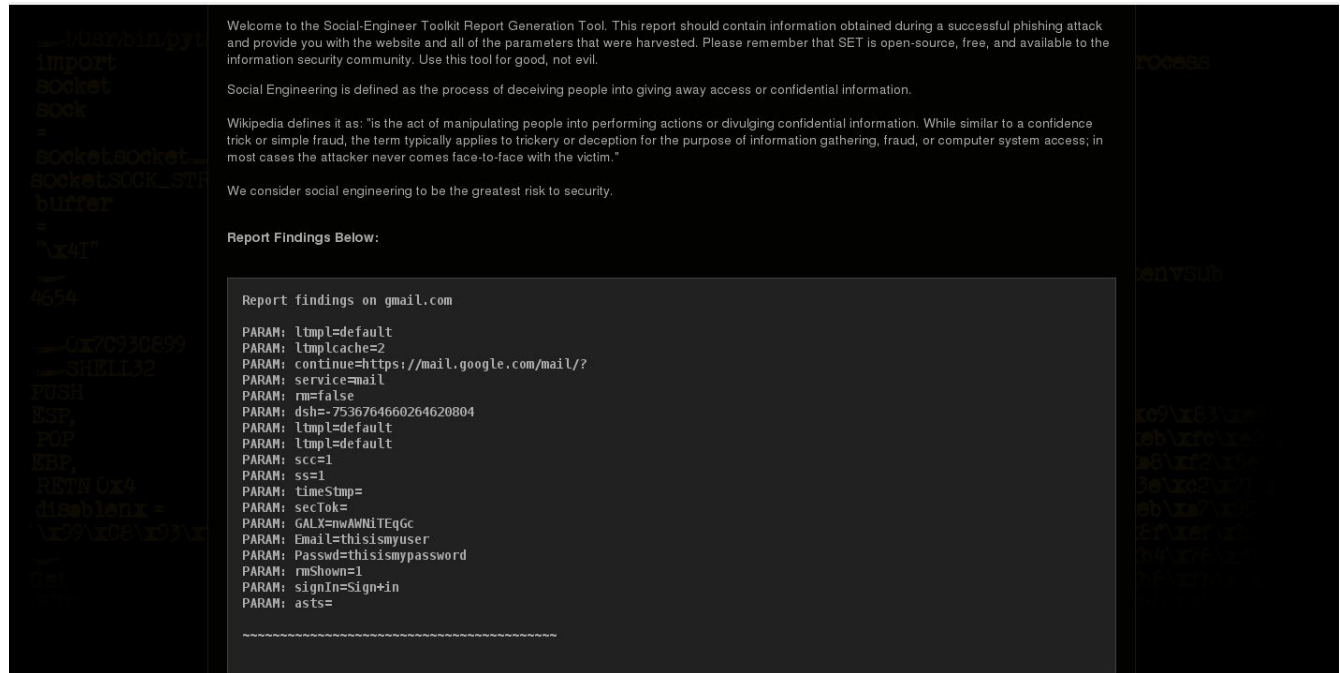 Welcome to the Social-Engineer Toolkit Report Generation Tool. This report should contain information obtained during a successful phishing attack
and provide you with the website and all of the parameters that were harvested. Please remember that SET is open-source, free, and available to the
information security community. Use this tool for good, not evil.
Social Engineering is defined as the process of deceiving people into giving away access or confidential information.
Wikipedia defines it as: "is the act of manipulating people into performing actions or divulging confidential information. While similar to a confidence
trick or simple fraud, the term typically applies to trickery or deception for the purpose of information gathering, fraud, or computer system access; in
most cases the attacker never comes face-to-face with the victim."
We consider social engineering to be the greatest risk to security.
Report Findings Below:
Report findings on gmail.com
PARAM: ltmpl=default
PARAM: ltmplcache=2
PARAM: continue=https://mail.google.com/mail/?
PARAM: service=mail
PARAM: rm=false
PARAM: dsh=-7536764660264620804
PARAM: ltmpl=default
PARAM: ltmpl=default
PARAM: scc=1
PARAM: ss=1
PARAM: timeStmp=
PARAM: secTok=
PARAM: GALX=nwAWNiTEqGc
PARAM: Email=thisismyuser
PARAM: Passwd=thisismypassword
PARAM: rmShown=1
PARAM: signIn=Sign+in
PARAM: asts=
~~~~~~~~~~~~~~~~~~~~~~~~~~~~~~~~~~~~~~~~~~
import
socket
sock
=
buffer
=
"\x4I"
4654
PUSH
ESP,
POP
EBP,
RETN 0x4
disablenx =